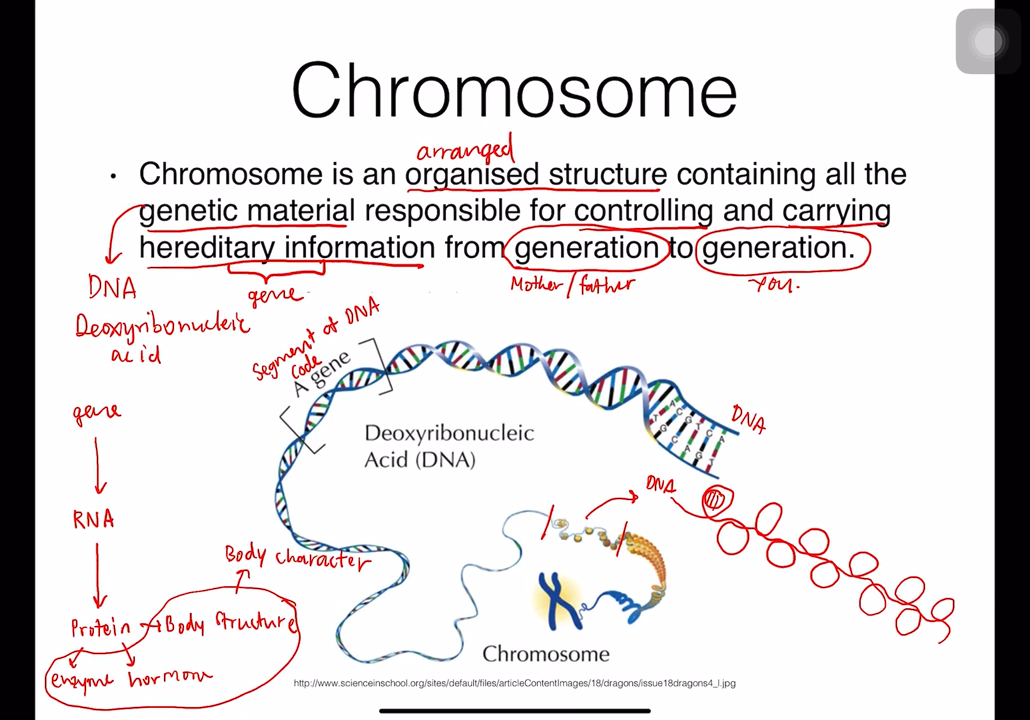 Chromosome
arranged
• Chromosome is an organised structure containing all the
genetic material responsible for controlling and carrying
hereditary information from generation to generation.
DNA
gene
Mother/father
you.
Deoxyribonucleic
acid
Segment of DNA
code
A gene
gene
Deoxyribonucleic
Acid (DNA)
DNA
A C G T C A
T G C A G T
DNA
RNA
Body character
Protein → Body Structure
enzyme hormone
Chromosome
http://www.scienceinschool.org/sites/default/files/articleContentImages/18/dragons/issue18dragons4_l.jpg